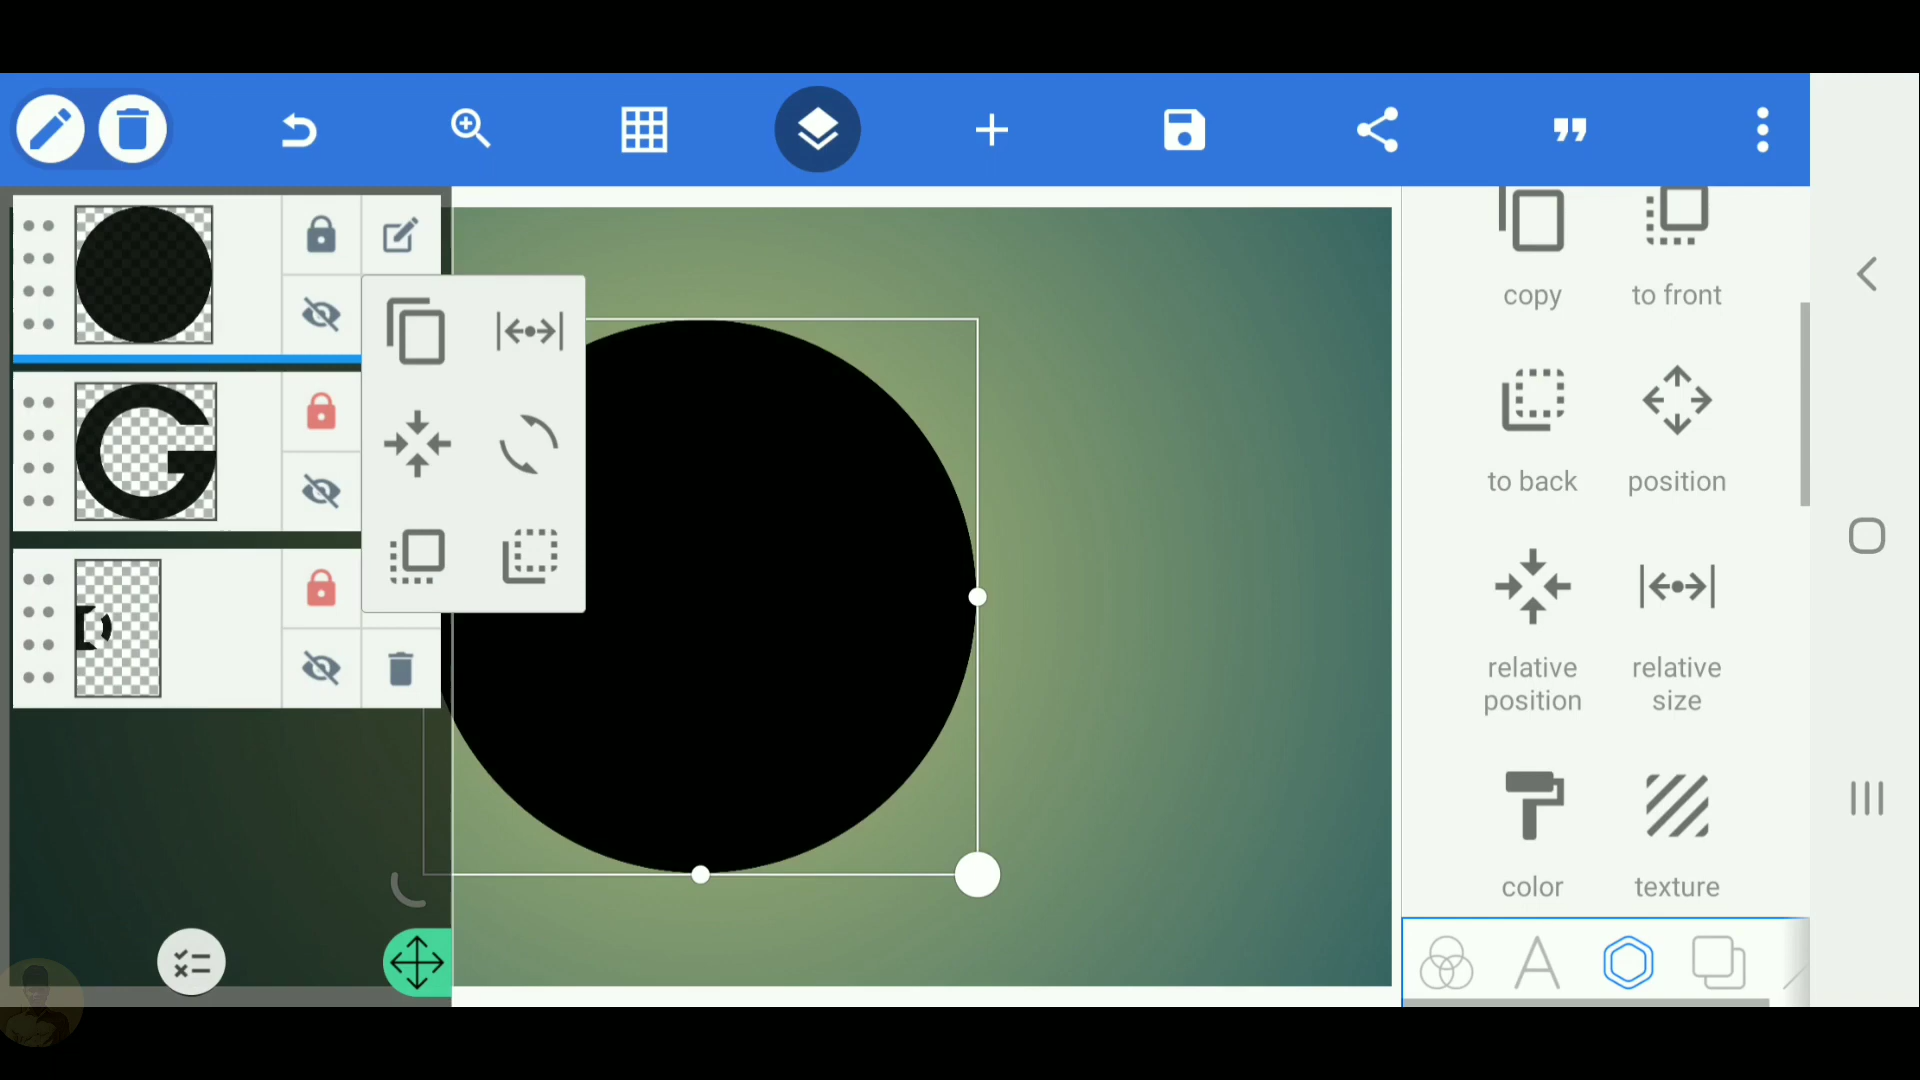 copy
to front
to back
position
relative
position
relative
size
color
texture